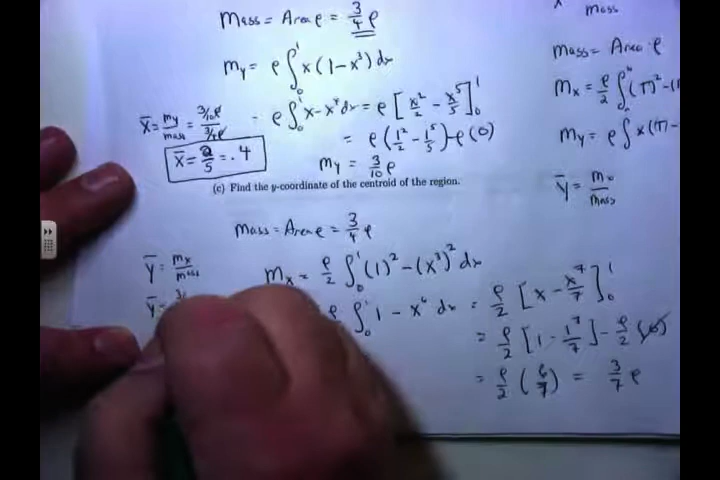 Mass = Area ρ = 3/4 ρ
my = ρ ∫₀¹ x(1-x³)dx
x̄ = my/mass = (3/10 ρ)/(3/4 ρ)
= ρ ∫₀¹ x-x⁴dx = ρ [x²/2 - x⁵/5]₀¹
= ρ(1²/2 - 1⁵/5) - ρ(0)
x̄ = 2/5 = .4
my = 3/10 ρ
(c) Find the y-coordinate of the centroid of the region.
Mass = Area ρ = 3/4 ρ
ȳ = mx/mass
mx = ρ/2 ∫₀¹ (1)² - (x³)² dx
ȳ =
∫₀¹ 1 - x⁶ dx = ρ/2 [x - x⁷/7]₀¹
= ρ/2 [1 - 1⁷/7] - ρ/2 (0)
= ρ/2 (6/7) = 3/7 ρ
mass
mass = Area ρ
mx = ρ/2 ∫₀ (π)² - (
my = ρ ∫ x(π -
ȳ = mx/mass